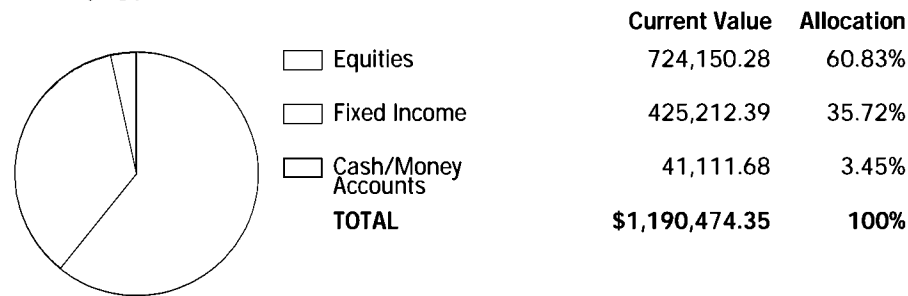 Current Value Allocation
Equities 724,150.28 60.83%
Fixed Income 425,212.39 35.72%
Cash/Money 41,111.68 3.45%
Accounts
TOTAL $1,190,474.35 100%